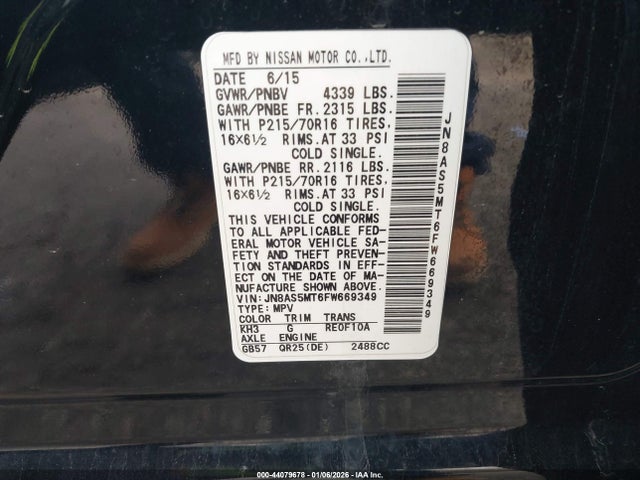 MFD BY NISSAN MOTOR CO.,LTD.
DATE 6/15
GVWR/PNBV 4339 LBS.
GAWR/PNBE FR. 2315 LBS.
WITH P215/70R16 TIRES,
16X6½ RIMS.AT 33 PSI
COLD SINGLE.
GAWR/PNBE RR. 2116 LBS.
WITH P215/70R16 TIRES,
16X6½ RIMS.AT 33 PSI
COLD SINGLE.
THIS VEHICLE CONFORMS
TO ALL APPLICABLE FED-
ERAL MOTOR VEHICLE SA-
FETY AND THEFT PREVENTION
STANDARDS IN EFF-
ECT ON THE DATE OF MA-
NUFACTURE SHOWN ABOVE.
VIN:JN8AS5MT6FW669349
TYPE:MPV
COLOR TRIM TRANS
KH3 G RE0F10A
AXLE ENGINE
GB57 QR25(DE) 2488CC
JN8AS5MT6FW669349
000-44079678 - 01/06/2026 - IAA Inc.